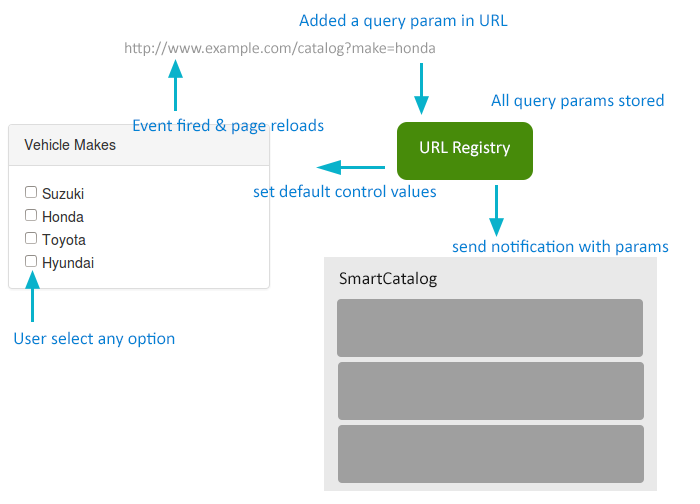 Added a query param in URL
http://www.example.com/catalog?make=honda
All query params stored
Event fired & page reloads
Vehicle Makes
URL Registry
set default control values
Suzuki
Honda
Toyota
Hyundai
send notification with params
SmartCatalog
User select any option